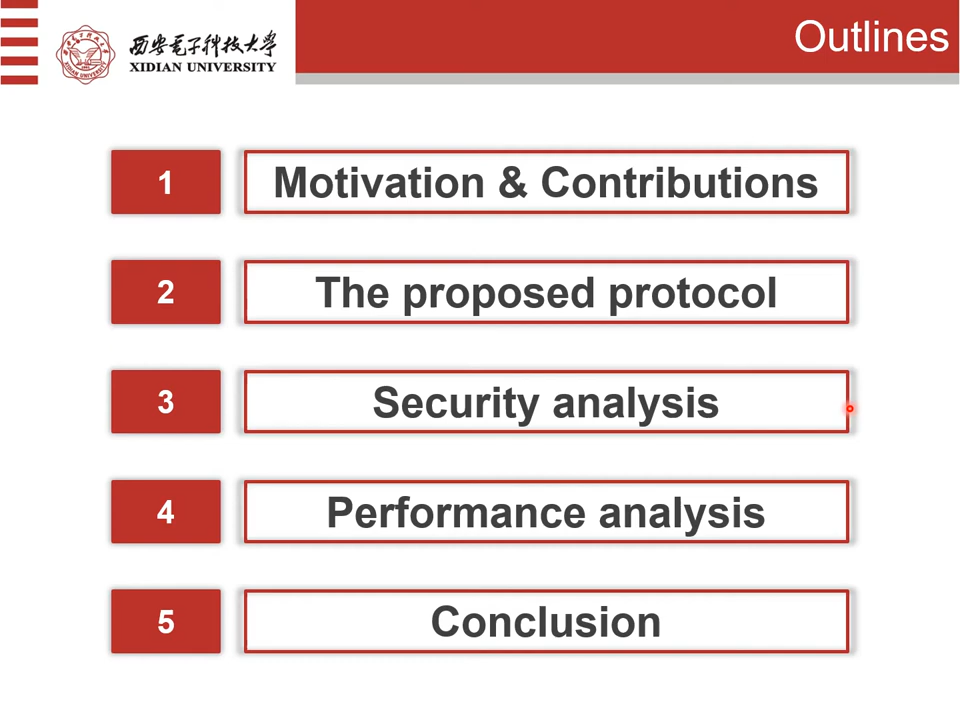 Outlines
西安电子科技大学
XIDIAN UNIVERSITY
1
Motivation & Contributions
2
The proposed protocol
3
Security analysis
4
Performance analysis
5
Conclusion